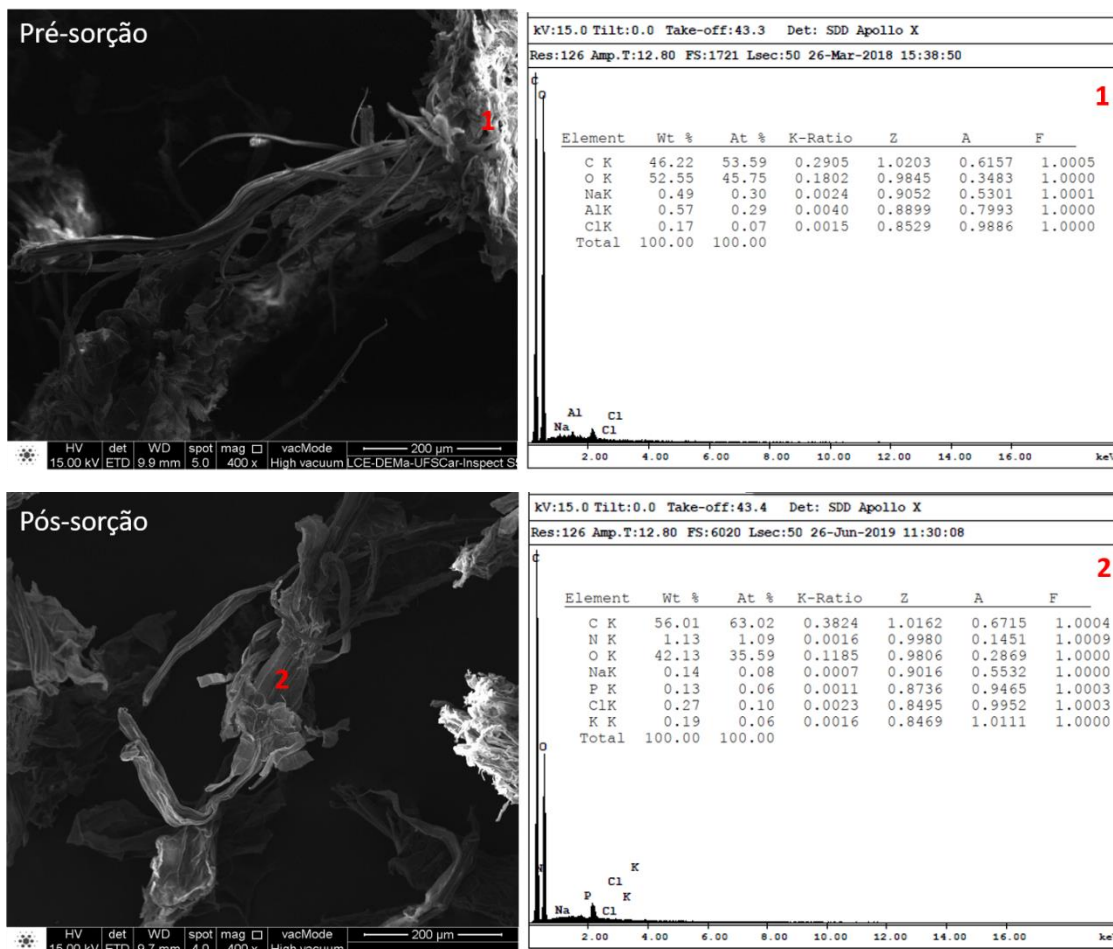 Pré-sorção
1
HV det WD spot mag □ vacMode 200 µm
15.00 kV ETD 9.9 mm 5.0 400 x High vacuum LCE-DEMa-UFSCar-Inspect S5
kV:15.0 Tilt:0.0 Take-off:43.3 Det: SDD Apollo X
Res:126 Amp.T:12.80 FS:1721 Lsec:50 26-Mar-2018 15:38:50
1
C
O
Element Wt % At % K-Ratio Z A F
C K 46.22 53.59 0.2905 1.0203 0.6157 1.0005
O K 52.55 45.75 0.1802 0.9845 0.3483 1.0000
NaK 0.49 0.30 0.0024 0.9052 0.5301 1.0001
AlK 0.57 0.29 0.0040 0.8899 0.7993 1.0000
ClK 0.17 0.07 0.0015 0.8529 0.9886 1.0000
Total 100.00 100.00
Al Cl
Na Cl
2.00 4.00 6.00 8.00 10.00 12.00 14.00 16.00 keV
Pós-sorção
2
HV det WD spot mag □ vacMode 200 µm
15.00 kV ETD 9.7 mm 4.0 400 x High vacuum LCE-DEMa-UFSCar-Inspect S5
kV:15.0 Tilt:0.0 Take-off:43.4 Det: SDD Apollo X
Res:126 Amp.T:12.80 FS:6020 Lsec:50 26-Jun-2019 11:30:08
2
C
Element Wt % At % K-Ratio Z A F
C K 56.01 63.02 0.3824 1.0162 0.6715 1.0004
N K 1.13 1.09 0.0016 0.9980 0.1451 1.0009
O K 42.13 35.59 0.1185 0.9806 0.2869 1.0000
NaK 0.14 0.08 0.0007 0.9016 0.5532 1.0000
P K 0.13 0.06 0.0011 0.8736 0.9465 1.0003
ClK 0.27 0.10 0.0023 0.8495 0.9952 1.0003
K K 0.19 0.06 0.0016 0.8469 1.0111 1.0000
Total 100.00 100.00
O
N K
Cl
P K
Na Cl
2.00 4.00 6.00 8.00 10.00 12.00 14.00 16.00 keV